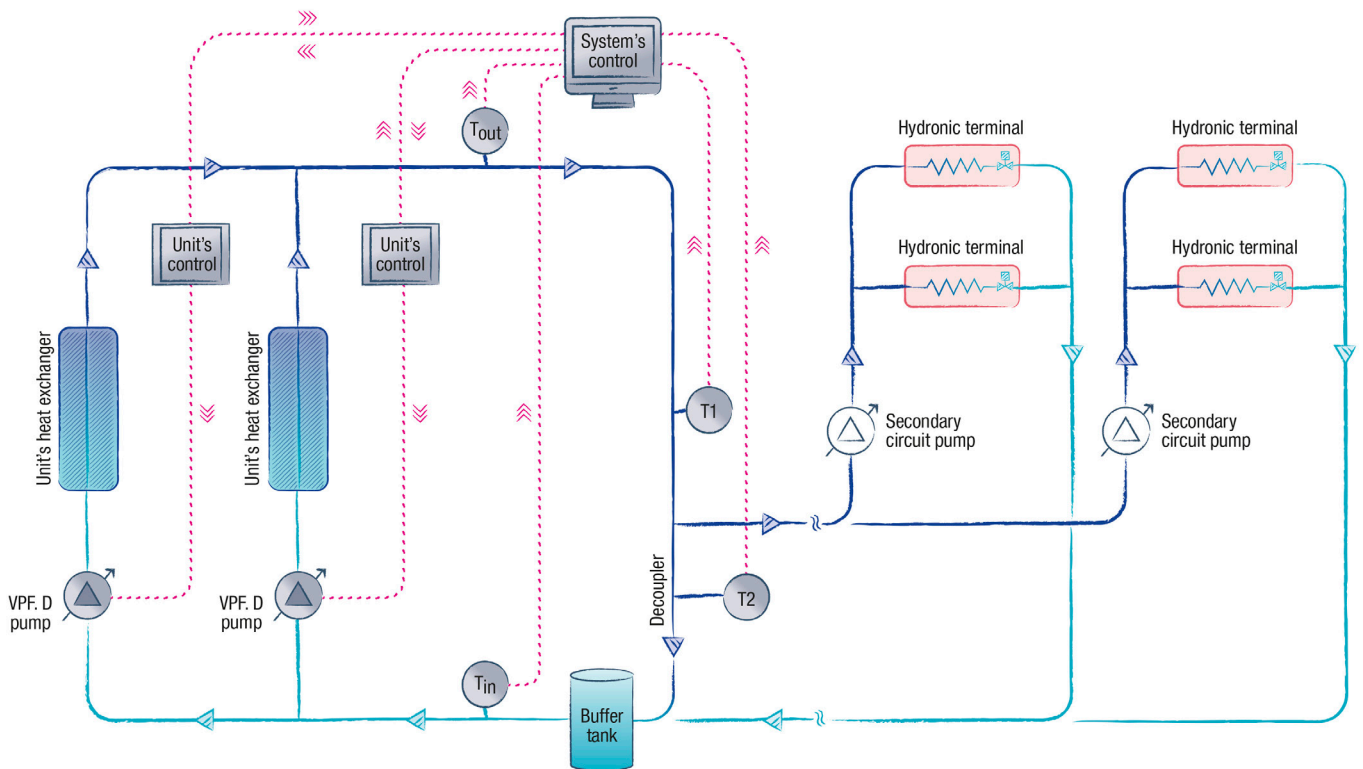 System's
control
Tout
Hydronic terminal
Hydronic terminal
Unit's
control
Unit's
control
Hydronic terminal
Hydronic terminal
Unit's heat exchanger
Unit's heat exchanger
T1
Secondary
circuit pump
Secondary
circuit pump
VPF. D
pump
VPF. D
pump
Decoupler
T2
Tin
Buffer
tank